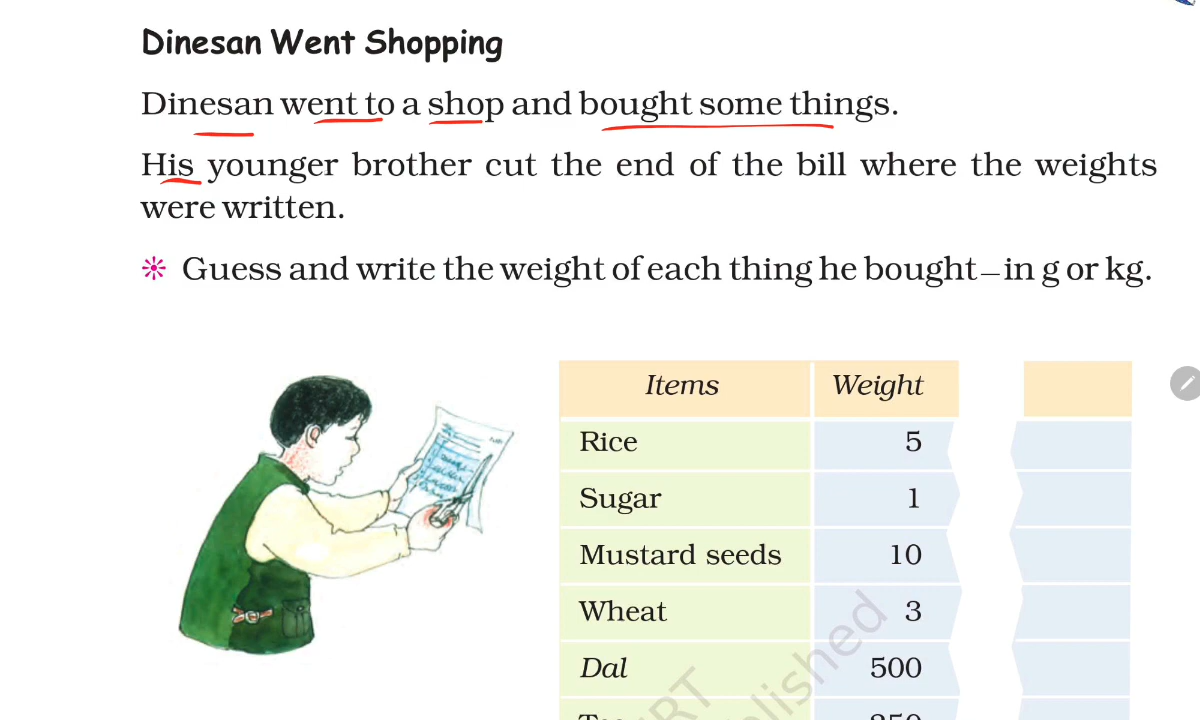 Dinesan Went Shopping
Dinesan went to a shop and bought some things.
His younger brother cut the end of the bill where the weights
were written.
Guess and write the weight of each thing he bought–in g or kg.
Items Weight
Rice 5
Sugar 1
Mustard seeds 10
Wheat 3
Dal 500